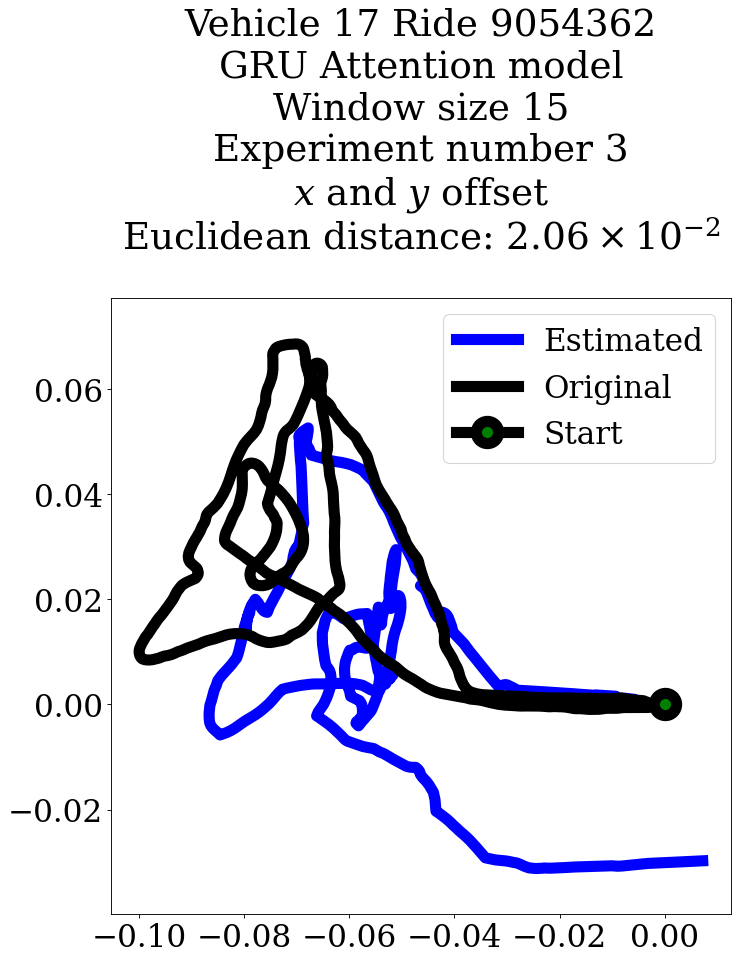 Vehicle 17 Ride 9054362
GRU Attention model
Window size 15
Experiment number 3
x and y offset
Euclidean distance: 2.06 × 10⁻²
Estimated
Original
Start
0.06
0.04
0.02
0.00
−0.02
−0.10 −0.08 −0.06 −0.04 −0.02 0.00